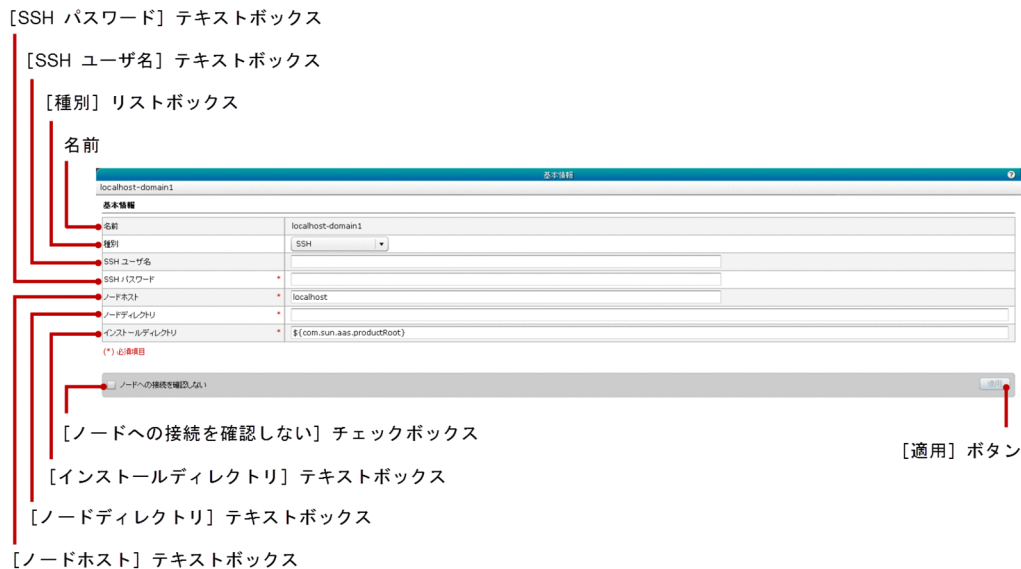 [SSH パスワード] テキストボックス
[SSH ユーザ名] テキストボックス
[種別] リストボックス
名前
基本情報 ?
localhost-domain1
基本情報
名前 localhost-domain1
種別 SSH
SSH ユーザ名
SSH パスワード *
ノードホスト * localhost
ノードディレクトリ *
インストールディレクトリ * ${com.sun.aas.productRoot}
(*) 必須項目
ノードへの接続を確認しない 適用
[ノードへの接続を確認しない] チェックボックス
[適用] ボタン
[インストールディレクトリ] テキストボックス
[ノードディレクトリ] テキストボックス
[ノードホスト] テキストボックス